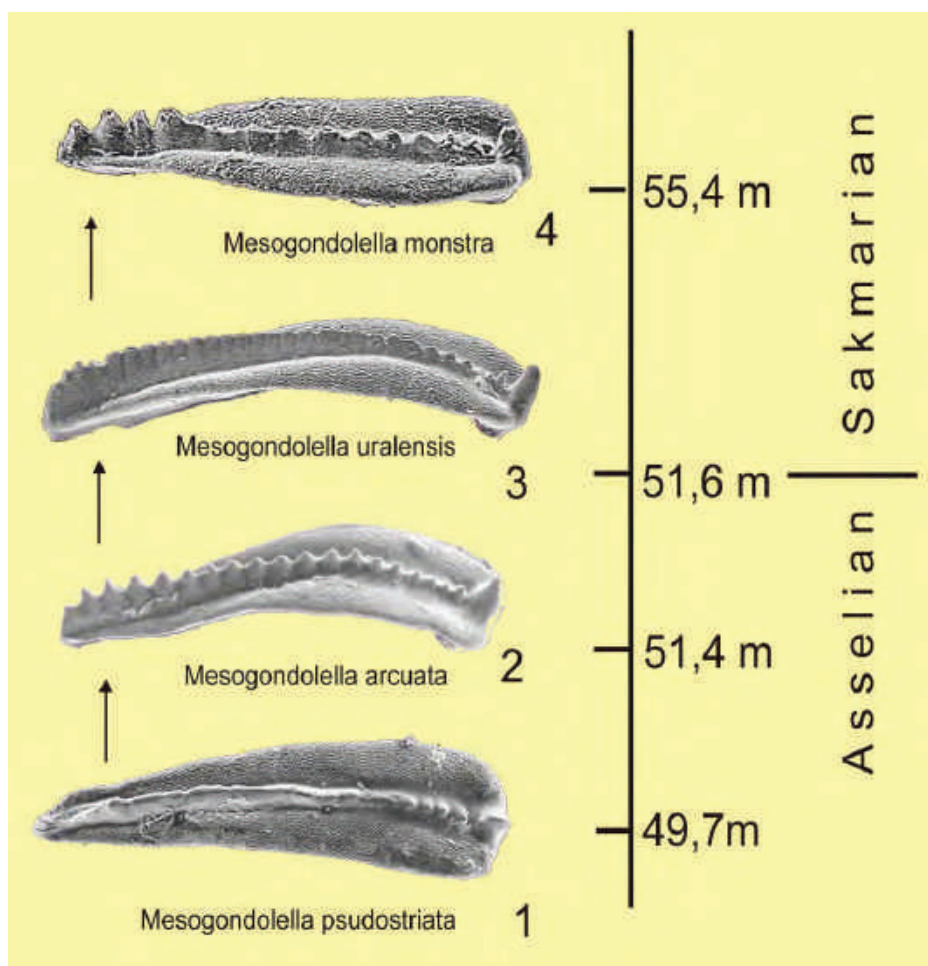 55,4 m
4
Mesogondolella monstra
Sakmarian
Mesogondolella uralensis
3
51,6 m
51,4 m
2
Mesogondolella arcuata
Asselian
49,7m
Mesogondolella psudostriata
1